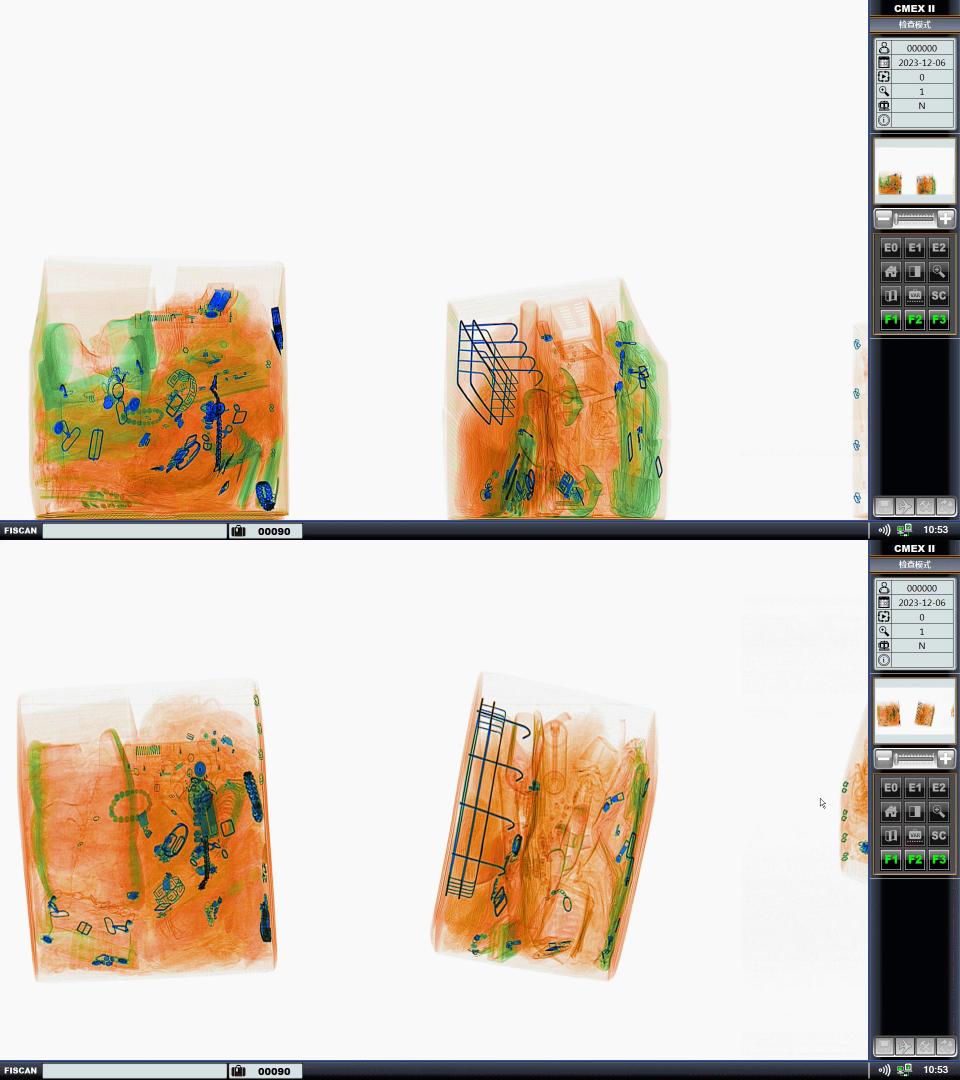 CMEX II
检查模式
000000
2023-12-06
0
1
N
E0 E1 E2
VAR SC
F1 F2 F3
FISCAN 00090 10:53
CMEX II
检查模式
000000
2023-12-06
0
1
N
E0 E1 E2
VAR SC
F1 F2 F3
FISCAN 00090 10:53